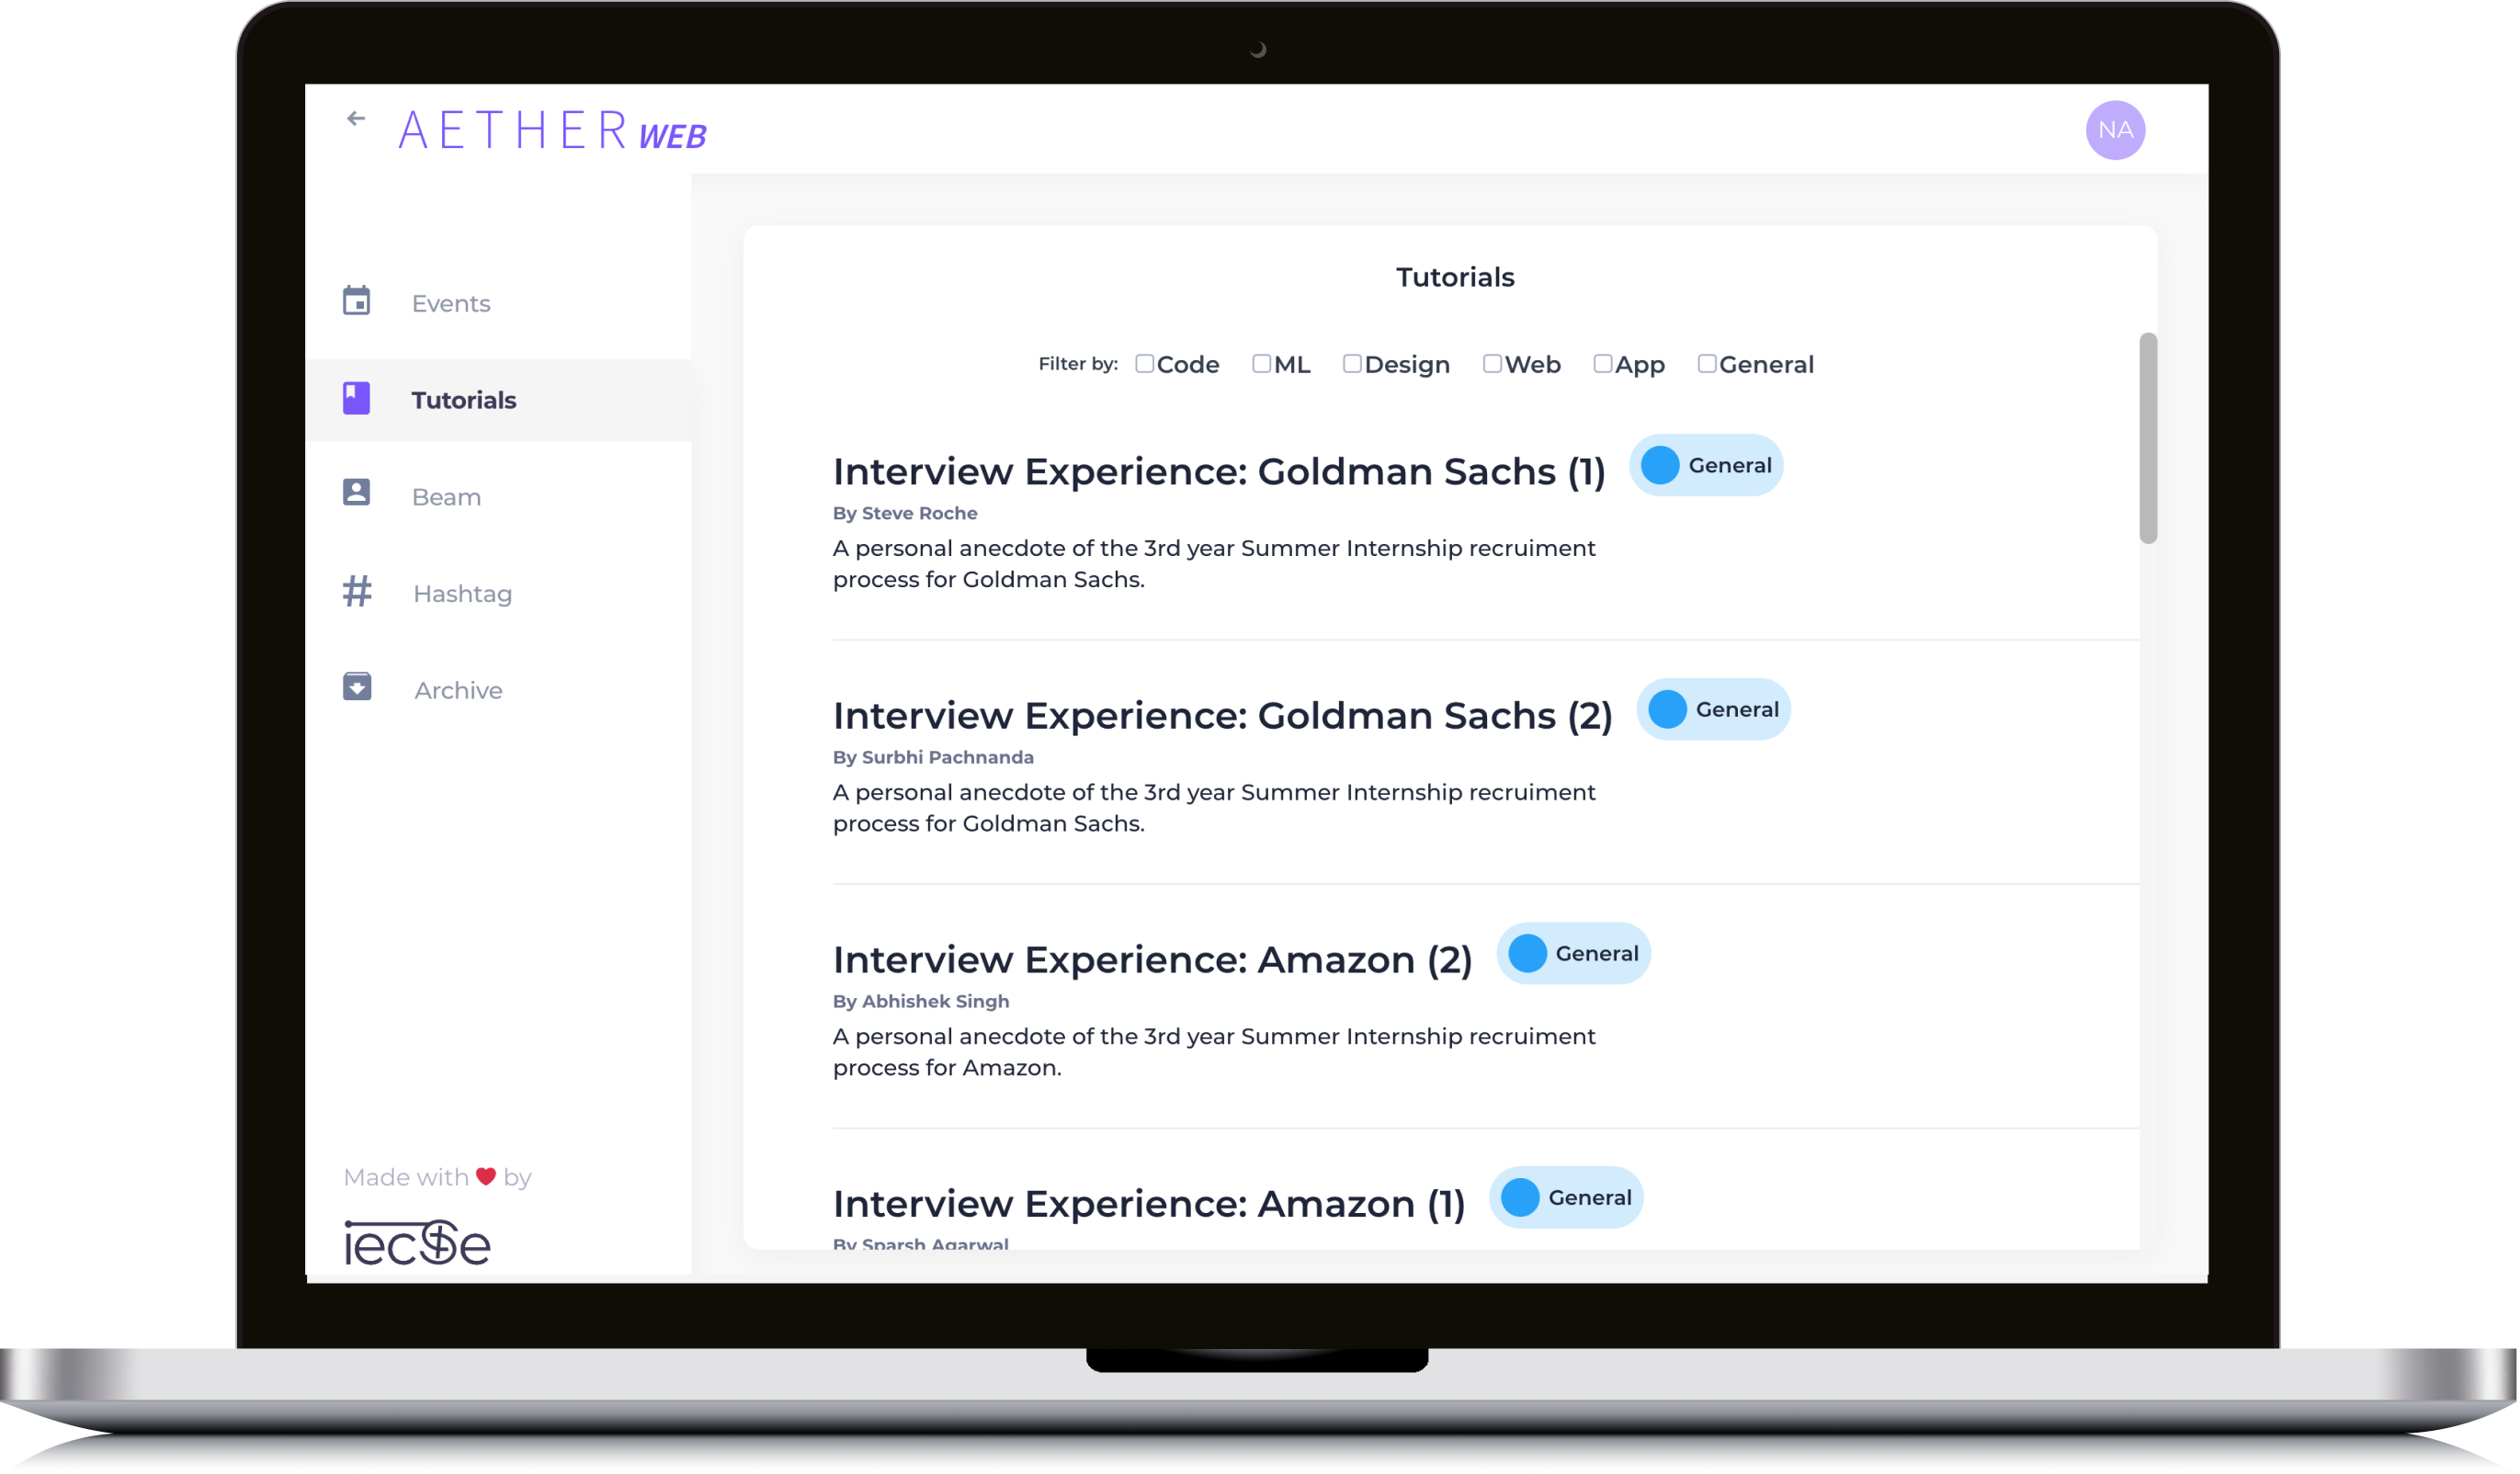 AETHER WEB
NA
Events
Tutorials
Beam
Hashtag
Archive
Made with ❤ by
iecse
Tutorials
Filter by: Code ML Design Web App General
Interview Experience: Goldman Sachs (1) General
By Steve Roche
A personal anecdote of the 3rd year Summer Internship recruiment
process for Goldman Sachs.
Interview Experience: Goldman Sachs (2) General
By Surbhi Pachnanda
A personal anecdote of the 3rd year Summer Internship recruiment
process for Goldman Sachs.
Interview Experience: Amazon (2) General
By Abhishek Singh
A personal anecdote of the 3rd year Summer Internship recruiment
process for Amazon.
Interview Experience: Amazon (1) General
By Sparsh Agarwal